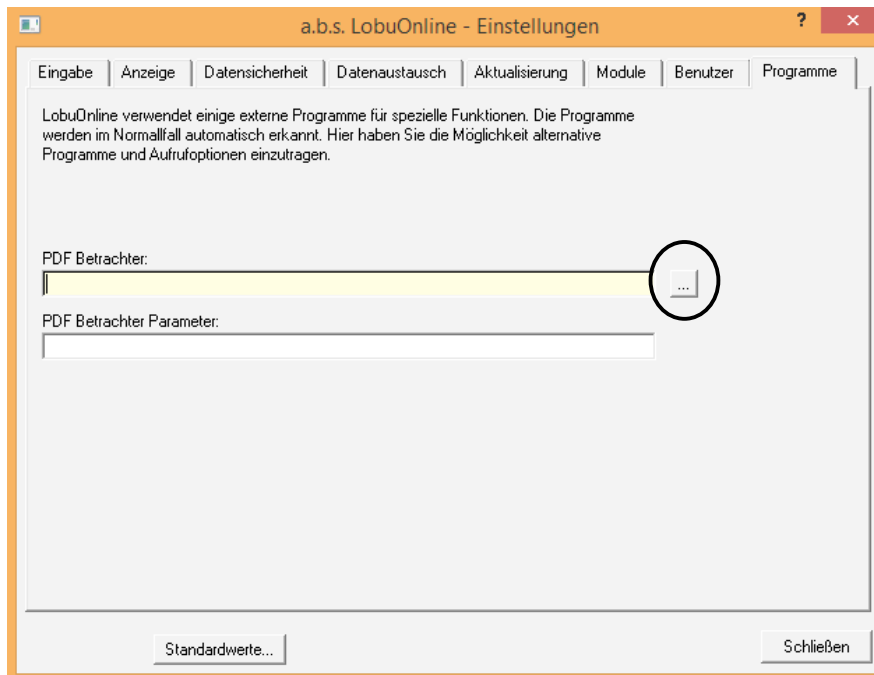 a.b.s. LobuOnline - Einstellungen ?
Eingabe Anzeige Datensicherheit Datenaustausch Aktualisierung Module Benutzer Programme
LobuOnline verwendet einige externe Programme für spezielle Funktionen. Die Programme
werden im Normallfall automatisch erkannt. Hier haben Sie die Möglichkeit alternative
Programme und Aufrufoptionen einzutragen.
PDF Betrachter:
...
PDF Betrachter Parameter:
Standardwerte... Schließen